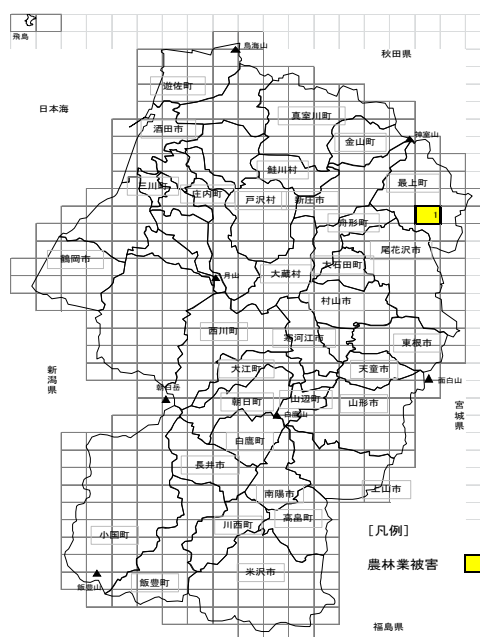 飛島
▲鳥海山
秋田県
遊佐町
日本海
真室川町
酒田市
金山町
神室山
鮭川村
最上町
三川町
庄内町
戸沢村
新庄市
1
舟形町
尾花沢市
鶴岡市
大石田町
月山
大蔵村
村山市
西川町
寒河江市
東根市
新潟県
大江町
天童市
面白山
朝日岳
朝日町
山辺町
山形市
宮城県
白鷹山
白鷹町
長井市
南陽市
上山市
川西町
高畠町
[凡例]
小国町
農林業被害
飯豊山
飯豊町
米沢市
福島県